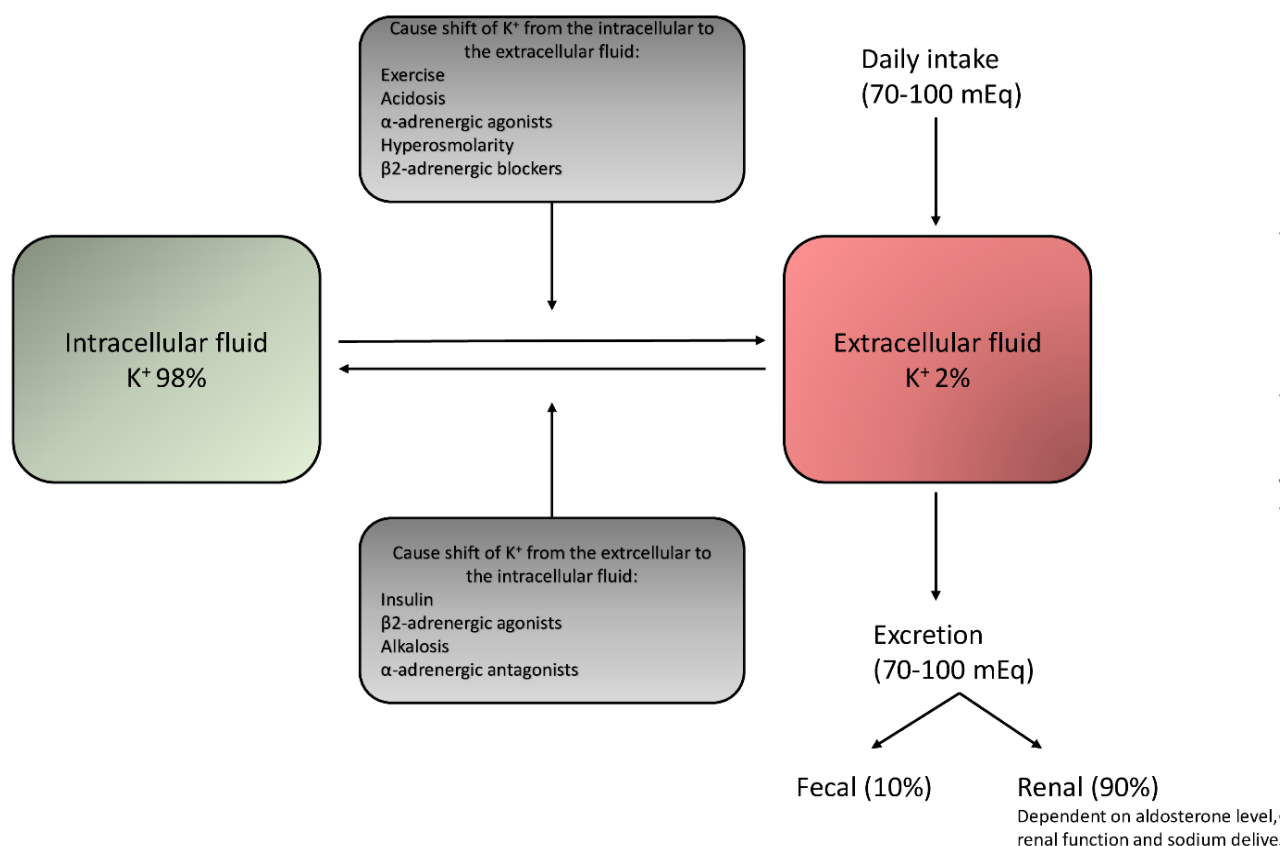 Cause shift of K⁺ from the intracellular to
the extracellular fluid:
Exercise
Acidosis
α-adrenergic agonists
Hyperosmolarity
β2-adrenergic blockers
Daily intake
(70-100 mEq)
Intracellular fluid
K⁺ 98%
Extracellular fluid
K⁺ 2%
Cause shift of K⁺ from the extrcellular to
the intracellular fluid:
Insulin
β2-adrenergic agonists
Alkalosis
α-adrenergic antagonists
Excretion
(70-100 mEq)
Fecal (10%)
Renal (90%)
Dependent on aldosterone level,
renal function and sodium